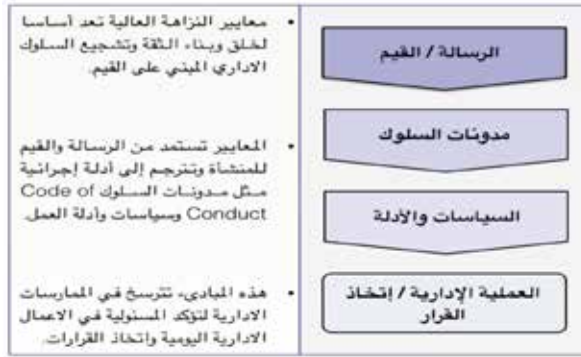 الرسالة / القيم
مدونات السلوك
السياسات والأدلة
العملية الإدارية / إتخاذ
القرار
• معايير النزاهة العالية تعد أساسا
لخلق وبناء الثقة وتشجيع السلوك
الاداري المبني على القيم.
• المعايير تستمد من الرسالة والقيم
للمنشأة وتترجم إلى أدلة إجرائية
مثل مدونات السلوك Code of
Conduct وسياسات وأدلة العمل.
• هذه المبادىء تترسخ في الممارسات
الادارية لتؤكد المسئولية في الاعمال
الادارية اليومية واتخاذ القرارات.